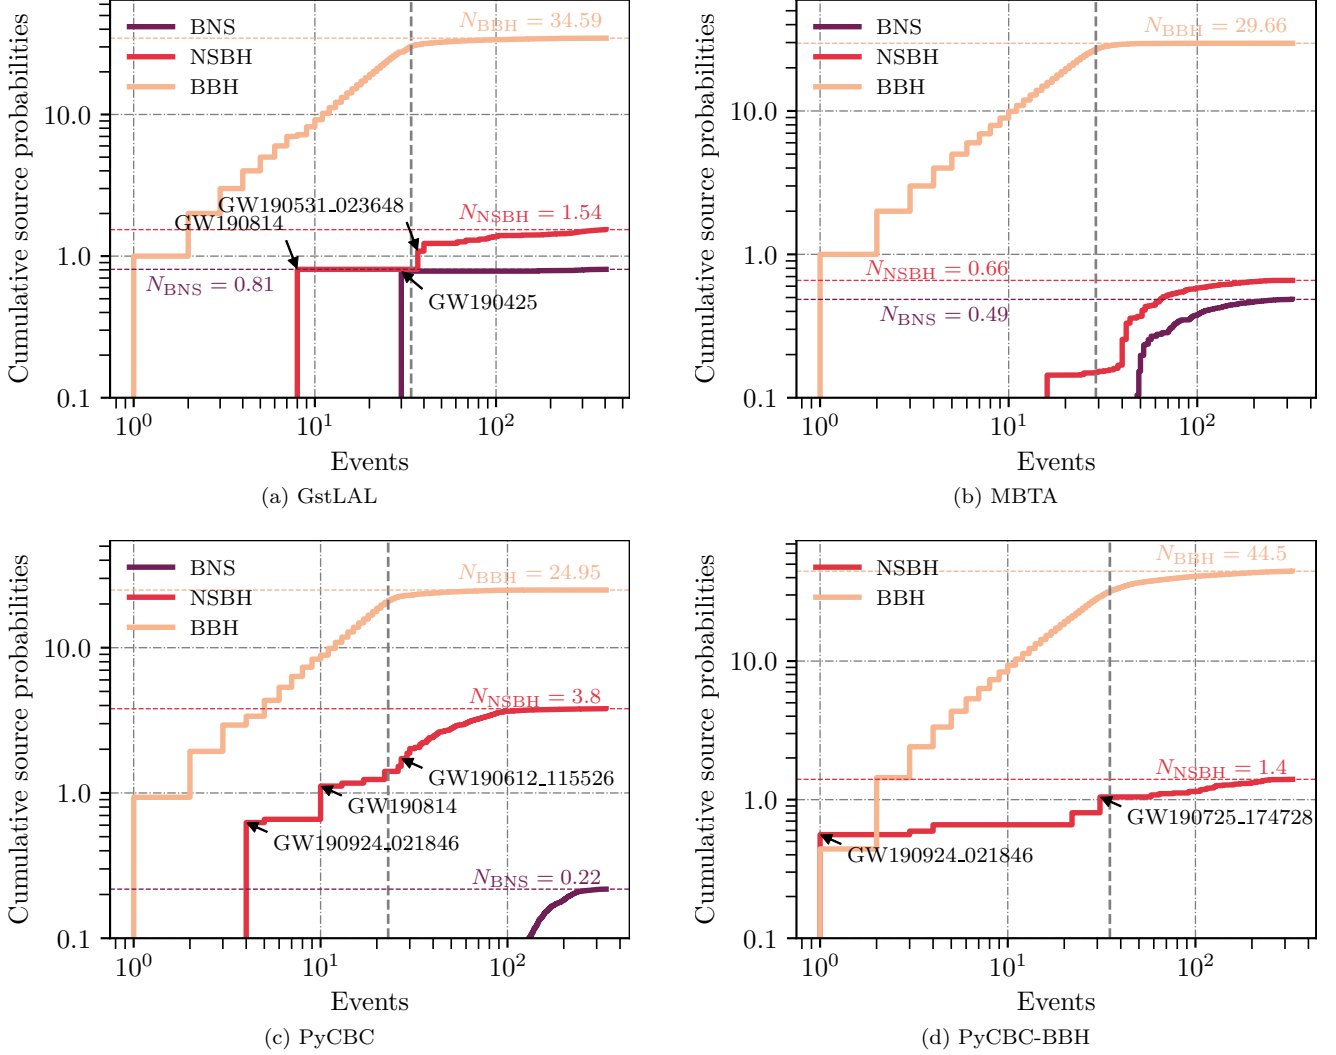 BNS
NSBH
BBH
N_BBH = 34.59
10.0
1.0
0.1
Cumulative source probabilities
GW190531_023648
GW190814
N_NSBH = 1.54
N_BNS = 0.81
GW190425
10^0
10^1
10^2
Events
(a) GstLAL
BNS
NSBH
BBH
N_BBH = 29.66
10.0
1.0
0.1
Cumulative source probabilities
N_NSBH = 0.66
N_BNS = 0.49
10^0
10^1
10^2
Events
(b) MBTA
BNS
NSBH
BBH
N_BBH = 24.95
10.0
1.0
0.1
Cumulative source probabilities
N_NSBH = 3.8
GW190612_115526
GW190814
GW190924_021846
N_BNS = 0.22
10^0
10^1
10^2
Events
(c) PyCBC
NSBH
BBH
N_BBH = 44.5
10.0
1.0
0.1
Cumulative source probabilities
N_NSBH = 1.4
GW190725_174728
GW190924_021846
10^0
10^1
10^2
Events
(d) PyCBC-BBH